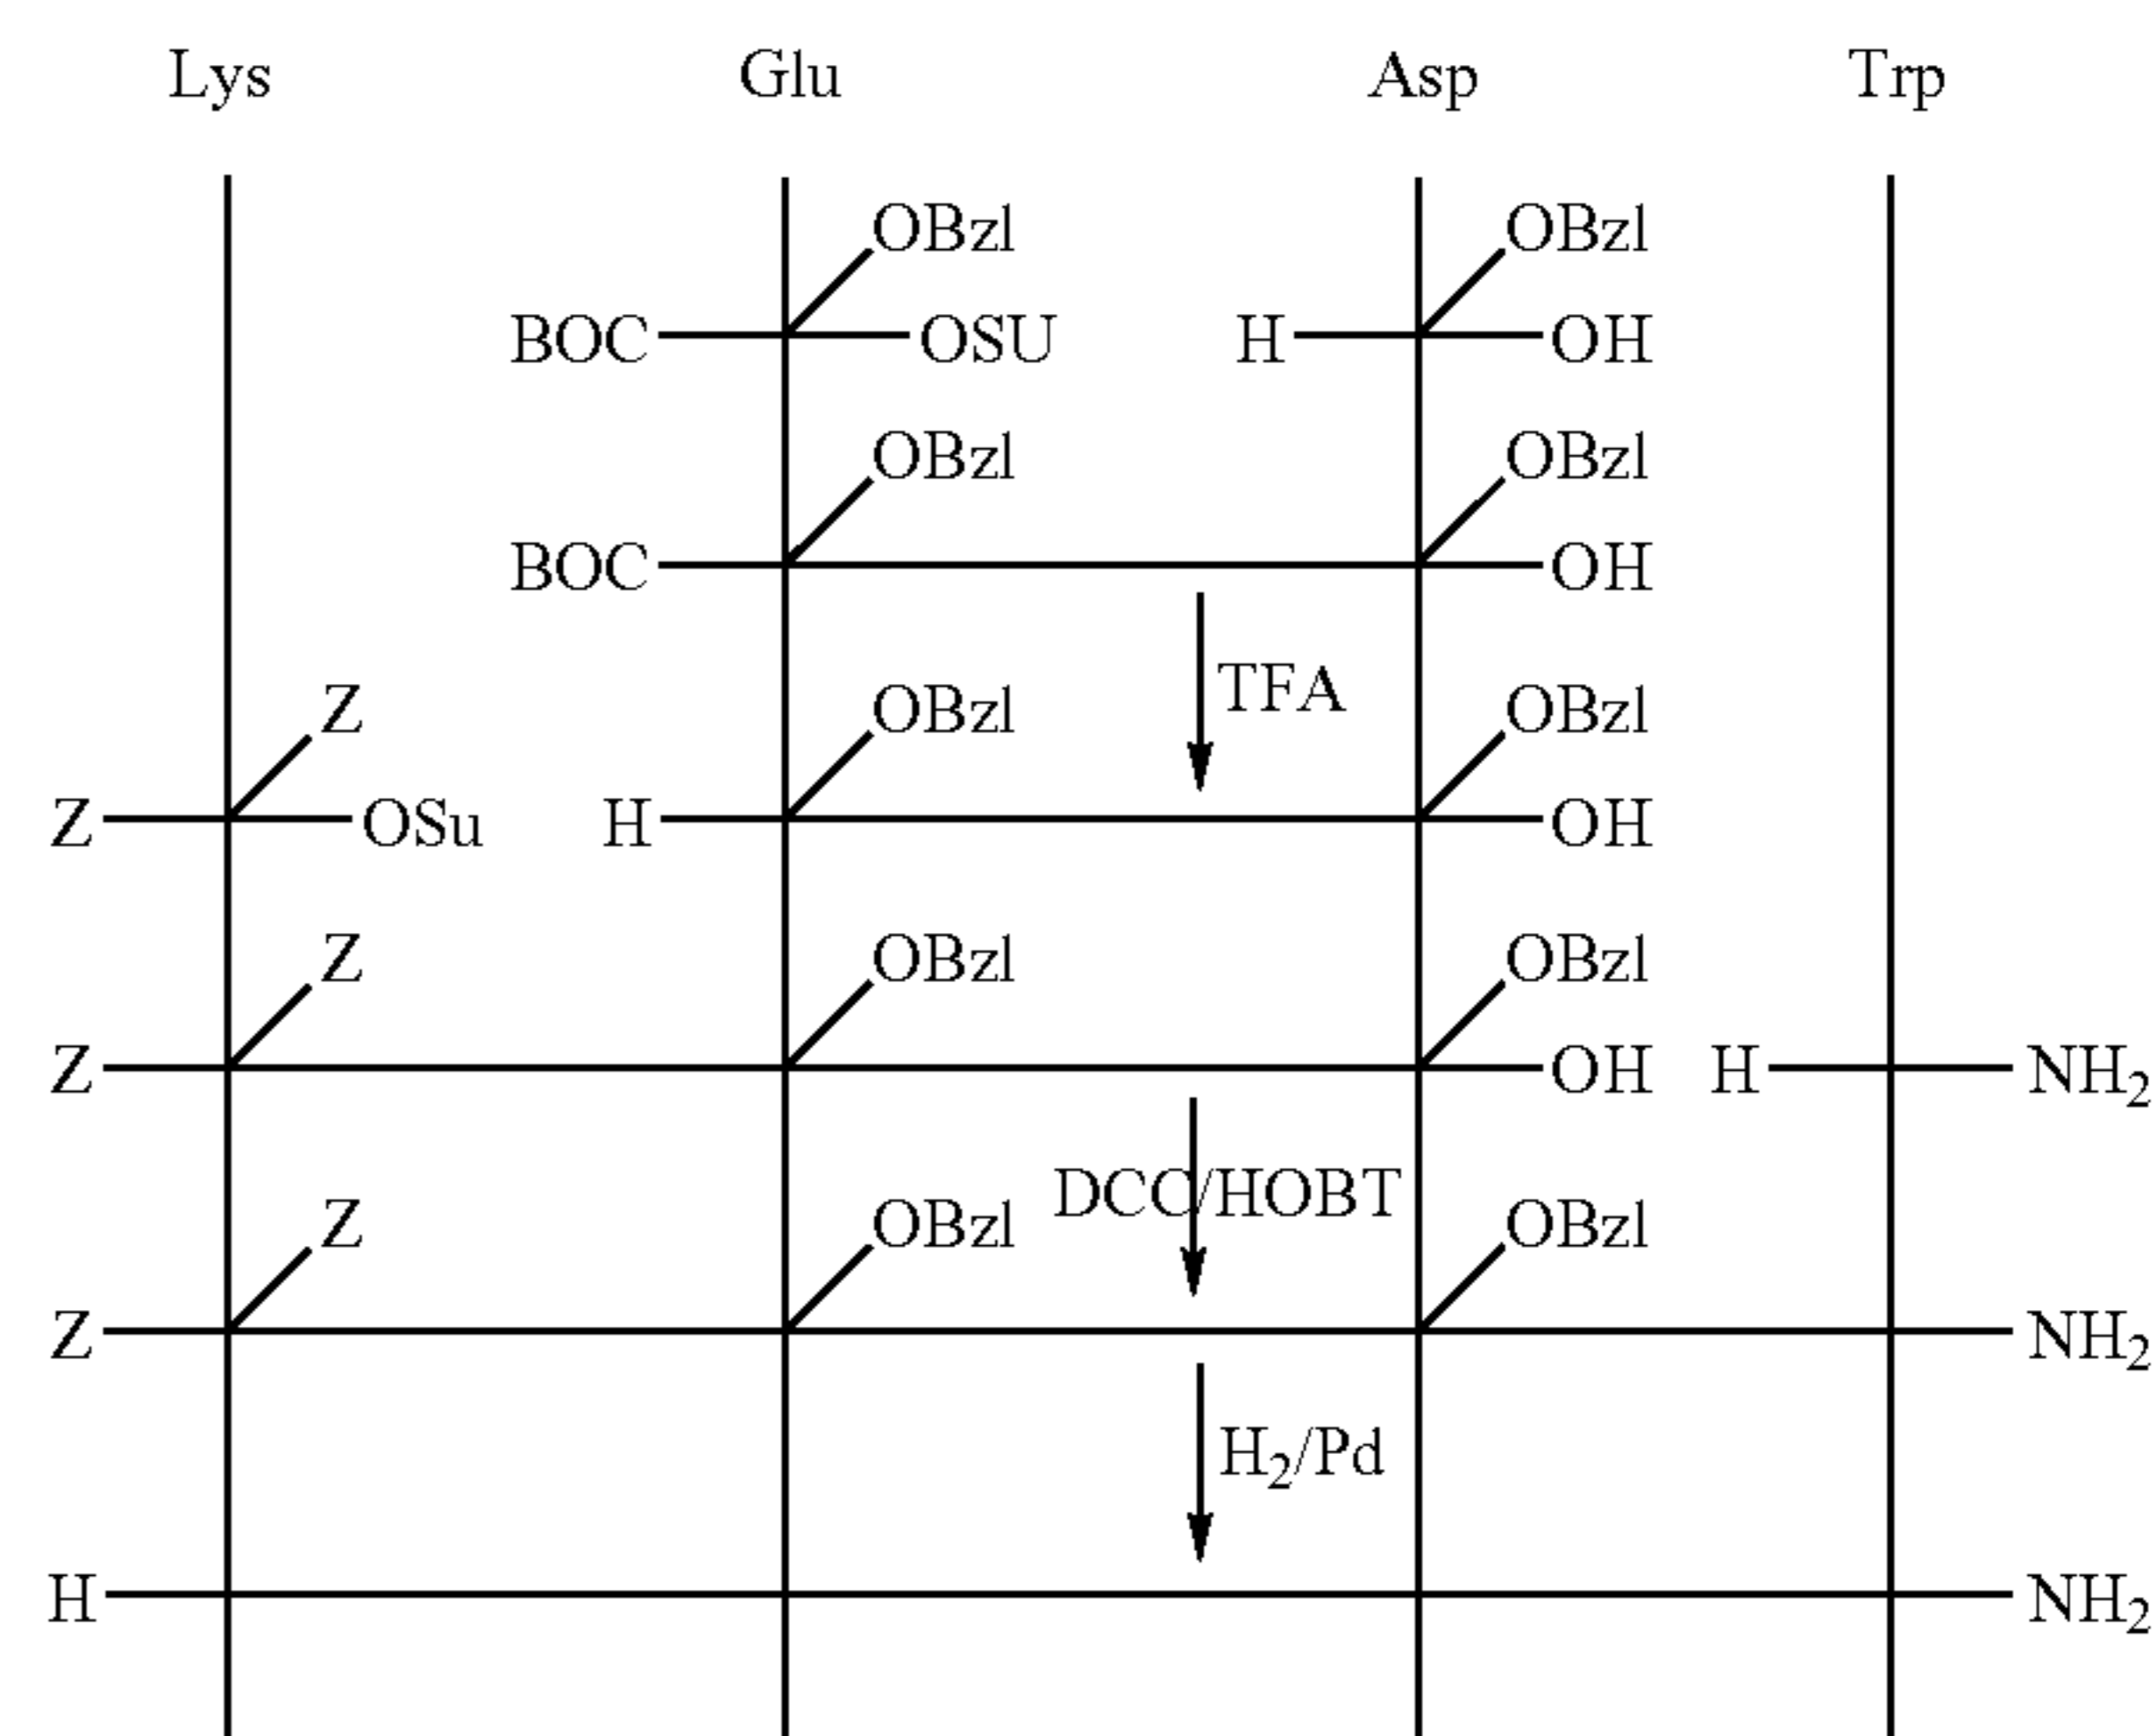 Lys Glu Asp Trp
OBzl OBzl
BOC OSU H OH
OBzl OBzl
BOC OH
TFA
Z OBzl OBzl
Z OSu H OH
Z OBzl OBzl
Z OH H NH2
DCC/HOBT
Z OBzl OBzl
Z NH2
H2/Pd
H NH2